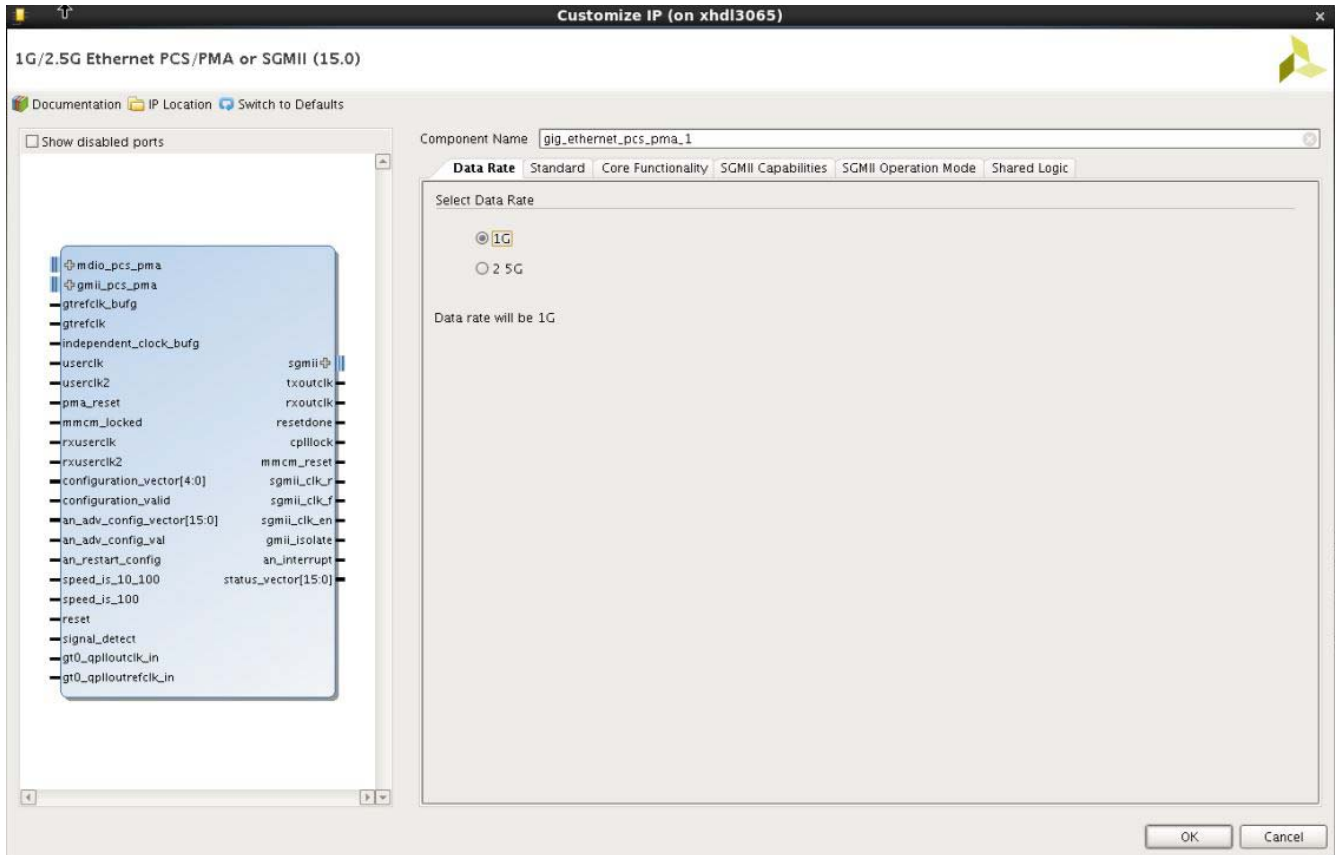 Customize IP (on xhdl3065)
1G/2.5G Ethernet PCS/PMA or SGMII (15.0)
Documentation IP Location Switch to Defaults
Show disabled ports
Component Name gig_ethernet_pcs_pma_1
Data Rate Standard Core Functionality SGMII Capabilities SGMII Operation Mode Shared Logic
Select Data Rate
1G
2 5G
Data rate will be 1G
mdio_pcs_pma
gmii_pcs_pma
gtrefclk_bufg
gtrefclk
independent_clock_bufg
userclk sgmii
userclk2 txoutclk
pma_reset rxoutclk
mmcm_locked resetdone
rxuserclk cplllock
rxuserclk2 mmcm_reset
configuration_vector[4:0] sgmii_clk_r
configuration_valid sgmii_clk_f
an_adv_config_vector[15:0] sgmii_clk_en
an_adv_config_val gmii_isolate
an_restart_config an_interrupt
speed_is_10_100 status_vector[15:0]
speed_is_100
reset
signal_detect
gt0_qplloutclk_in
gt0_qplloutrefclk_in
OK Cancel